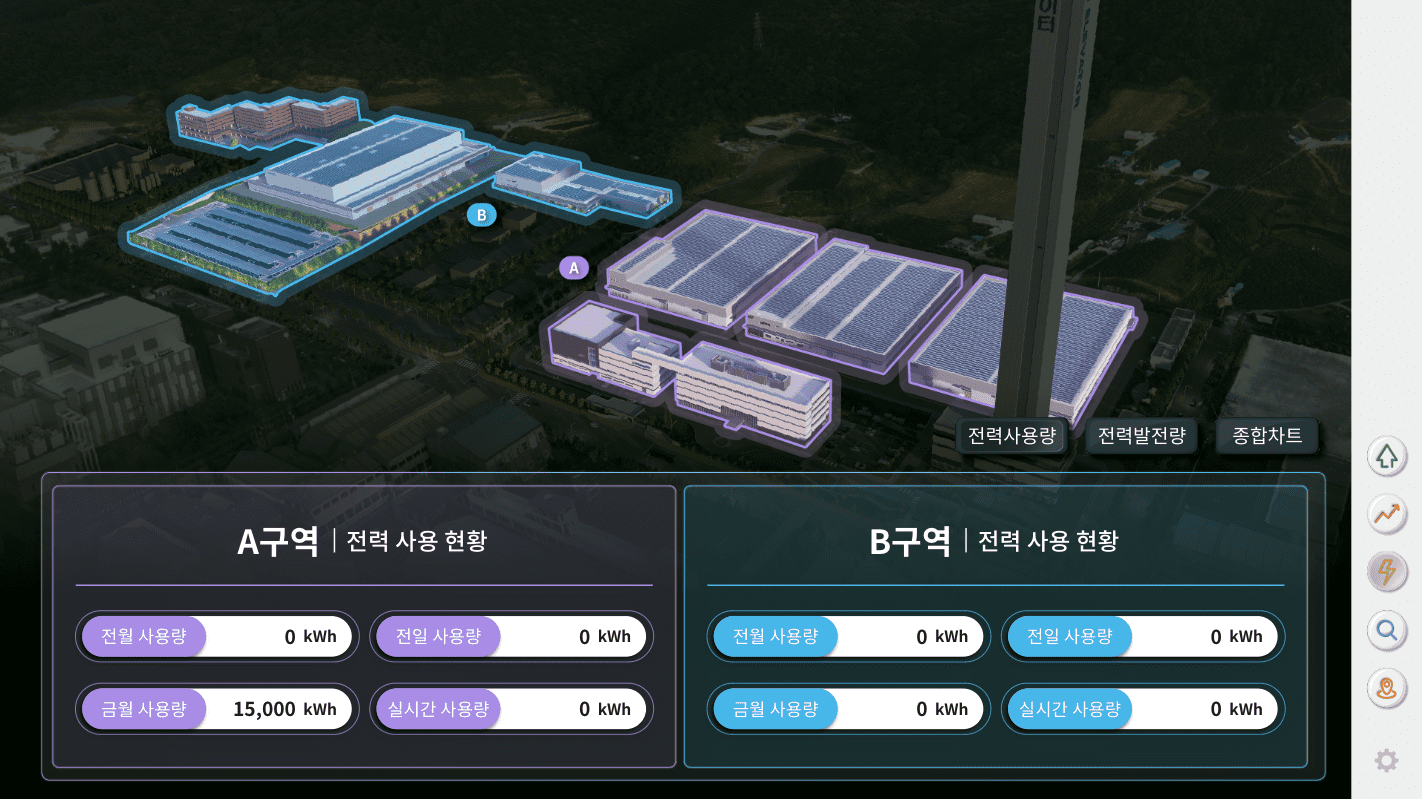 이터
ELEVATOR
B
A
전력사용량
전력발전량
종합차트
A구역 | 전력 사용 현황
전월 사용량 0 kWh
전일 사용량 0 kWh
금월 사용량 15,000 kWh
실시간 사용량 0 kWh
B구역 | 전력 사용 현황
전월 사용량 0 kWh
전일 사용량 0 kWh
금월 사용량 0 kWh
실시간 사용량 0 kWh